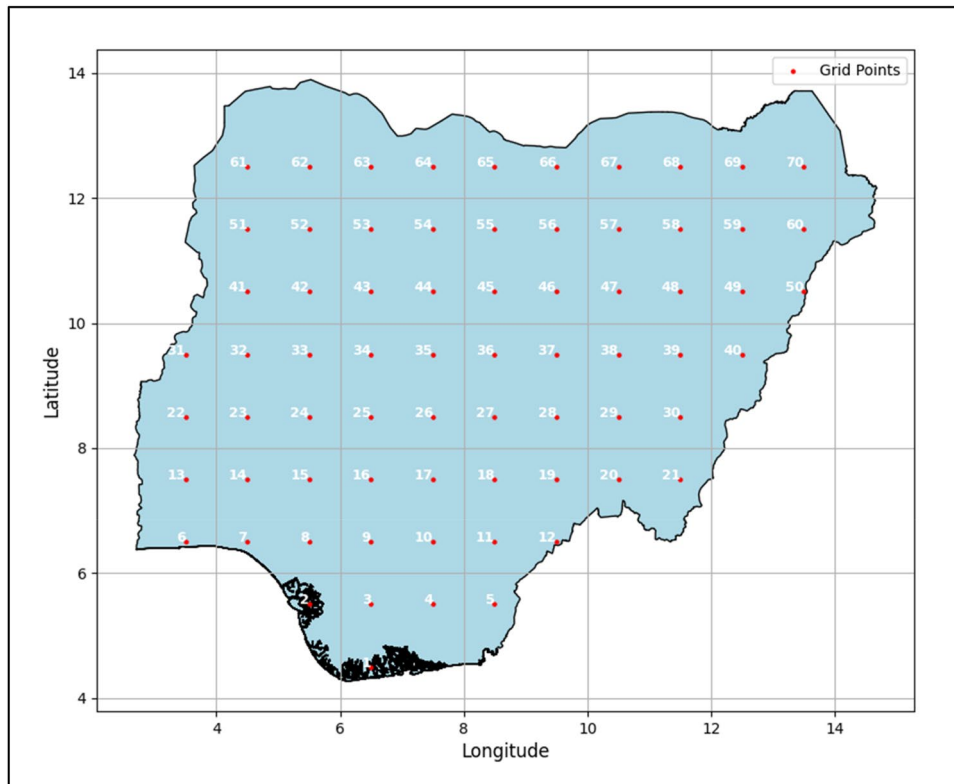 14
Grid Points
61 62 63 64 65 66 67 68 69 70
12
51 52 53 54 55 56 57 58 59 60
41 42 43 44 45 46 47 48 49 50
10
31 32 33 34 35 36 37 38 39 40
Latitude
22 23 24 25 26 27 28 29 30
8
13 14 15 16 17 18 19 20 21
6 7 8 9 10 11 12
6
2 3 4 5
4
4 6 8 10 12 14
Longitude